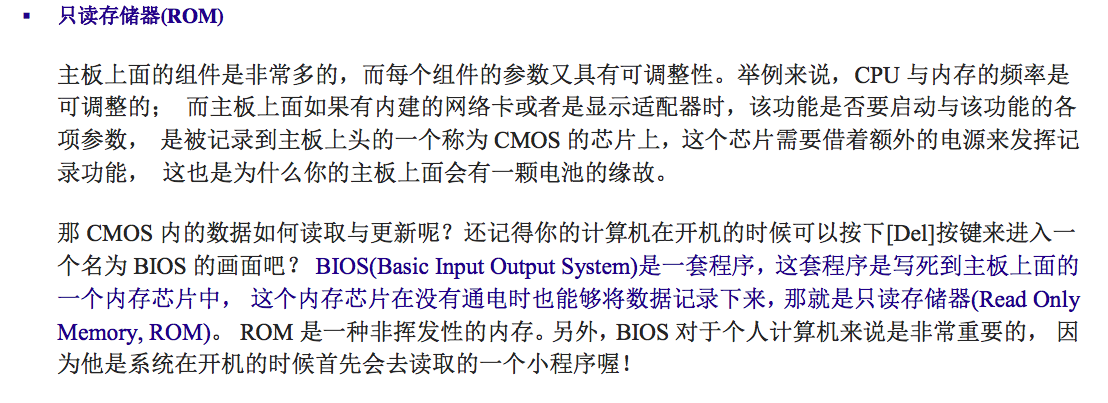 ▪ 只读存储器(ROM)
主板上面的组件是非常多的，而每个组件的参数又具有可调整性。举例来说，CPU 与内存的频率是
可调整的； 而主板上面如果有内建的网络卡或者是显示适配器时，该功能是否要启动与该功能的各
项参数， 是被记录到主板上头的一个称为 CMOS 的芯片上，这个芯片需要借着额外的电源来发挥记
录功能， 这也是为什么你的主板上面会有一颗电池的缘故。
那 CMOS 内的数据如何读取与更新呢？还记得你的计算机在开机的时候可以按下[Del]按键来进入一
个名为 BIOS 的画面吧？ BIOS(Basic Input Output System)是一套程序，这套程序是写死到主板上面的
一个内存芯片中， 这个内存芯片在没有通电时也能够将数据记录下来，那就是只读存储器(Read Only
Memory, ROM)。 ROM 是一种非挥发性的内存。另外，BIOS 对于个人计算机来说是非常重要的， 因
为他是系统在开机的时候首先会去读取的一个小程序喔！